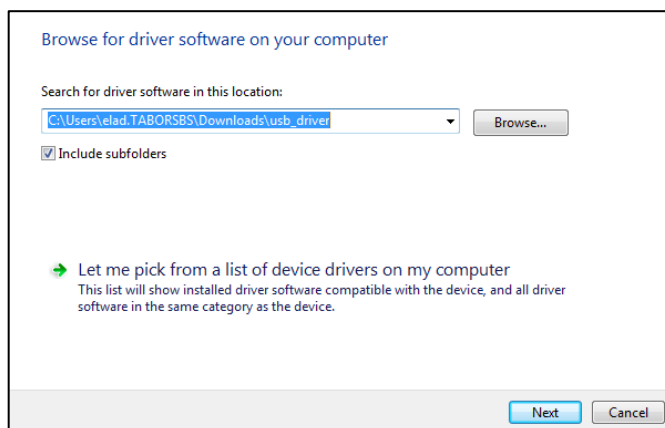 Browse for driver software on your computer
Search for driver software in this location:
C:\Users\elad.TABORSBS\Downloads\usb_driver
Browse...
Include subfolders
Let me pick from a list of device drivers on my computer
This list will show installed driver software compatible with the device, and all driver
software in the same category as the device.
Next
Cancel